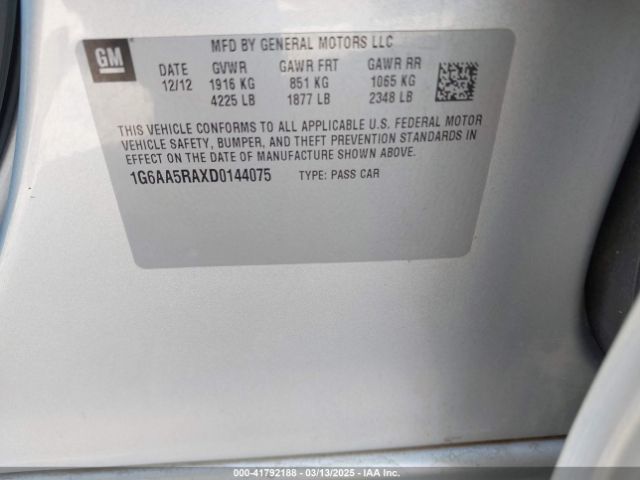 GM
MFD BY GENERAL MOTORS LLC
DATE GVWR GAWR FRT GAWR RR
12/12 1916 KG 851 KG 1065 KG
4225 LB 1877 LB 2348 LB
THIS VEHICLE CONFORMS TO ALL APPLICABLE U.S. FEDERAL MOTOR
VEHICLE SAFETY, BUMPER, AND THEFT PREVENTION STANDARDS IN
EFFECT ON THE DATE OF MANUFACTURE SHOWN ABOVE.
1G6AA5RAXD0144075 TYPE: PASS CAR
000-41792188 - 03/13/2025 - IAAI.COM